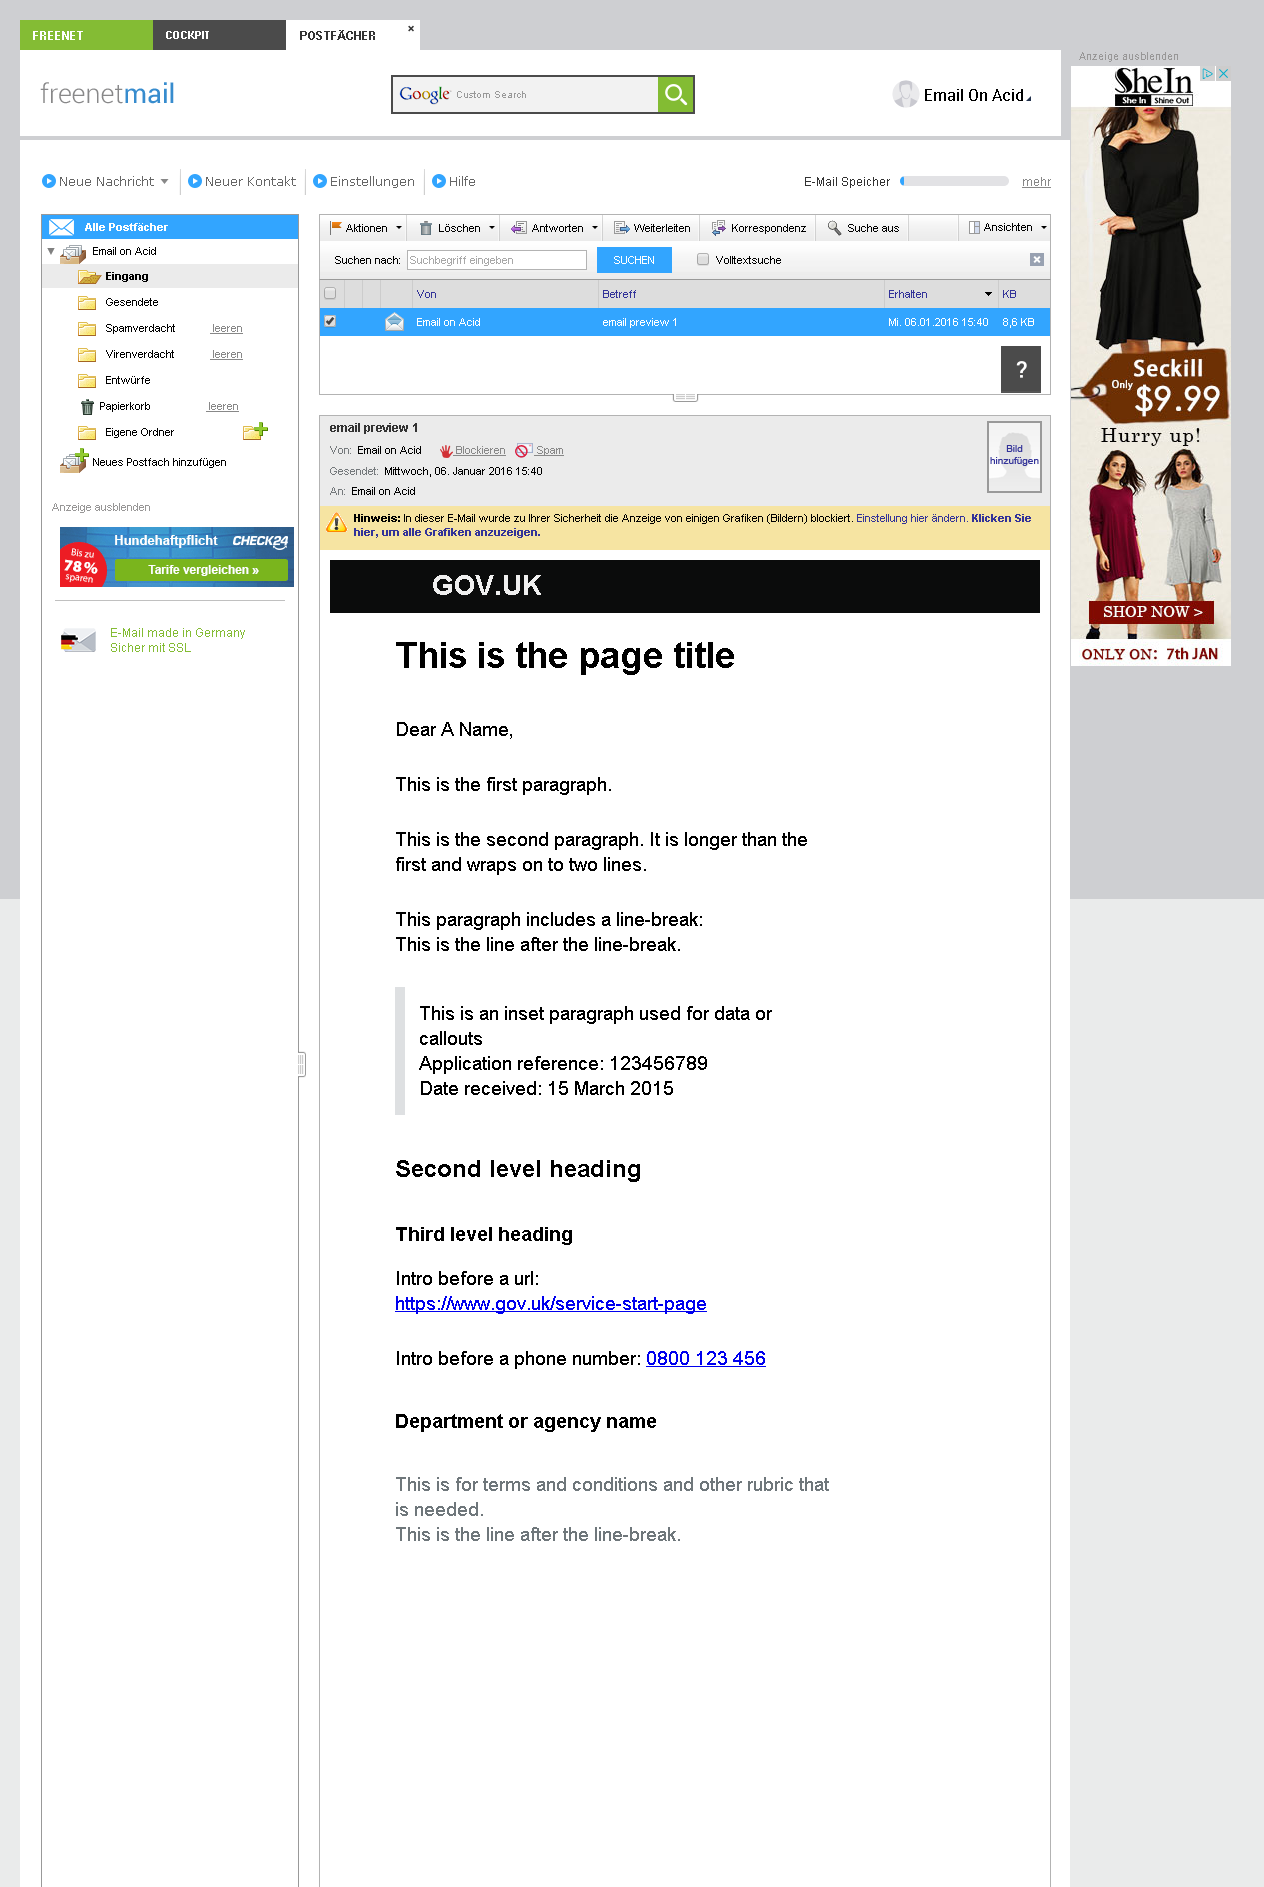 FREENET
COCKPIT
POSTFÄCHER
×
Anzeige ausblenden
freenetmail
Google Custom Search
Email On Acid
SheIn
She In Shine Out
Neue Nachricht
Neuer Kontakt
Einstellungen
Hilfe
E-Mail Speicher
mehr
Alle Postfächer
Email on Acid
Eingang
Gesendete
Spamverdacht leeren
Virenverdacht leeren
Entwürfe
Papierkorb leeren
Eigene Ordner
Neues Postfach hinzufügen
Anzeige ausblenden
Hundehaftpflicht CHECK24
Bis zu
78%
sparen
Tarife vergleichen »
E-Mail made in Germany
Sicher mit SSL
Aktionen
Löschen
Antworten
Weiterleiten
Korrespondenz
Suche aus
Ansichten
Suchen nach: Suchbegriff eingeben SUCHEN Volltextsuche
Von Betreff Erhalten KB
Email on Acid email preview 1 Mi. 06.01.2016 15:40 8,6 KB
?
email preview 1
Von: Email on Acid Blockieren Spam
Gesendet: Mittwoch, 06. Januar 2016 15:40
An: Email on Acid
Bild
hinzufügen
Hinweis: In dieser E-Mail wurde zu Ihrer Sicherheit die Anzeige von einigen Grafiken (Bildern) blockiert. Einstellung hier ändern. Klicken Sie
hier, um alle Grafiken anzuzeigen.
GOV.UK
This is the page title
Dear A Name,
This is the first paragraph.
This is the second paragraph. It is longer than the
first and wraps on to two lines.
This paragraph includes a line-break:
This is the line after the line-break.
This is an inset paragraph used for data or
callouts
Application reference: 123456789
Date received: 15 March 2015
Second level heading
Third level heading
Intro before a url:
https://www.gov.uk/service-start-page
Intro before a phone number: 0800 123 456
Department or agency name
This is for terms and conditions and other rubric that
is needed.
This is the line after the line-break.
Seckill
Only $9.99
Hurry up!
SHOP NOW >
ONLY ON: 7th JAN